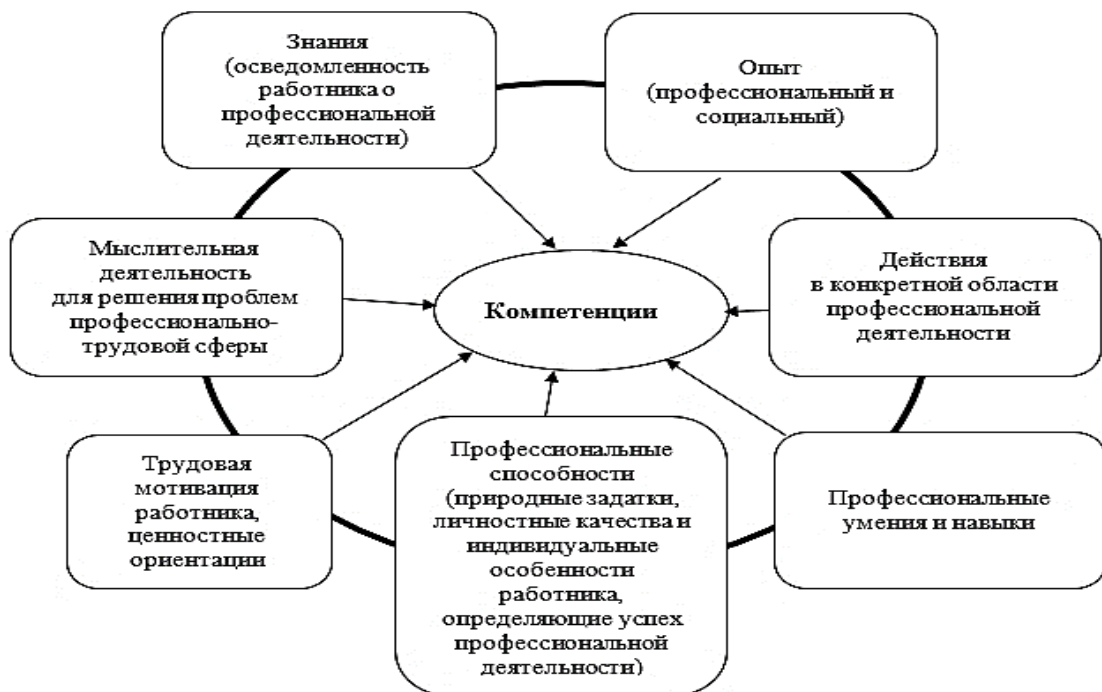 Знания
(осведомленность
работника о
профессиональной
деятельности)
Опыт
(профессиональный и
социальный)
Мыслительная
деятельность
для решения проблем
профессионально-
трудовой сферы
Компетенции
Действия
в конкретной области
профессиональной
деятельности
Трудовая
мотивация
работника,
ценностные
ориентации
Профессиональные
способности
(природные задатки,
личностные качества и
индивидуальные
особенности
работника,
определяющие успех
профессиональной
деятельности)
Профессиональные
умения и навыки